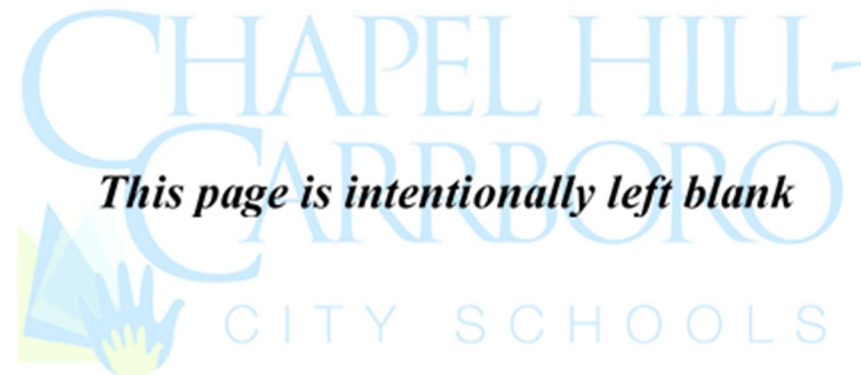 CHAPEL HILL-
CARRBORO
This page is intentionally left blank
CITY SCHOOLS